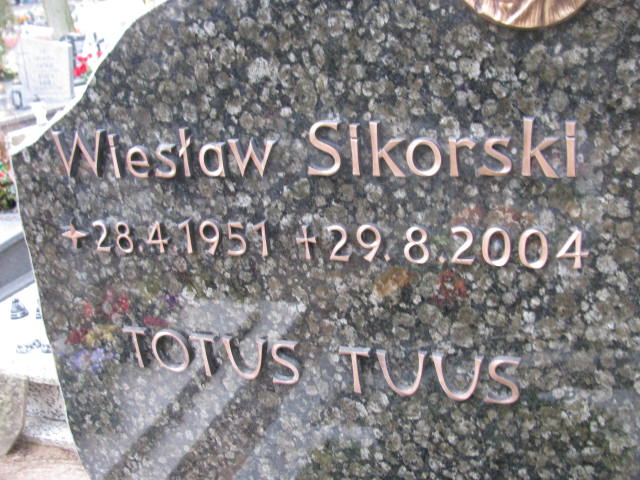 Wiesław Sikorski
+28.4.1951 +29.8.2004
TOTUS TUUS